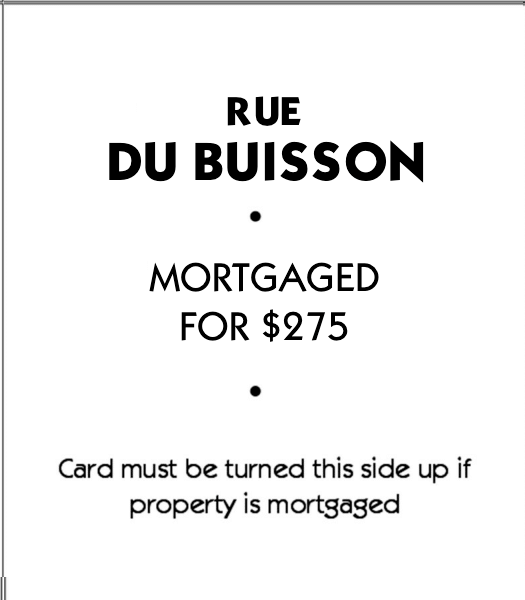 RUE
DU BUISSON
•
MORTGAGED
FOR $275
•
Card must be turned this side up if
property is mortgaged